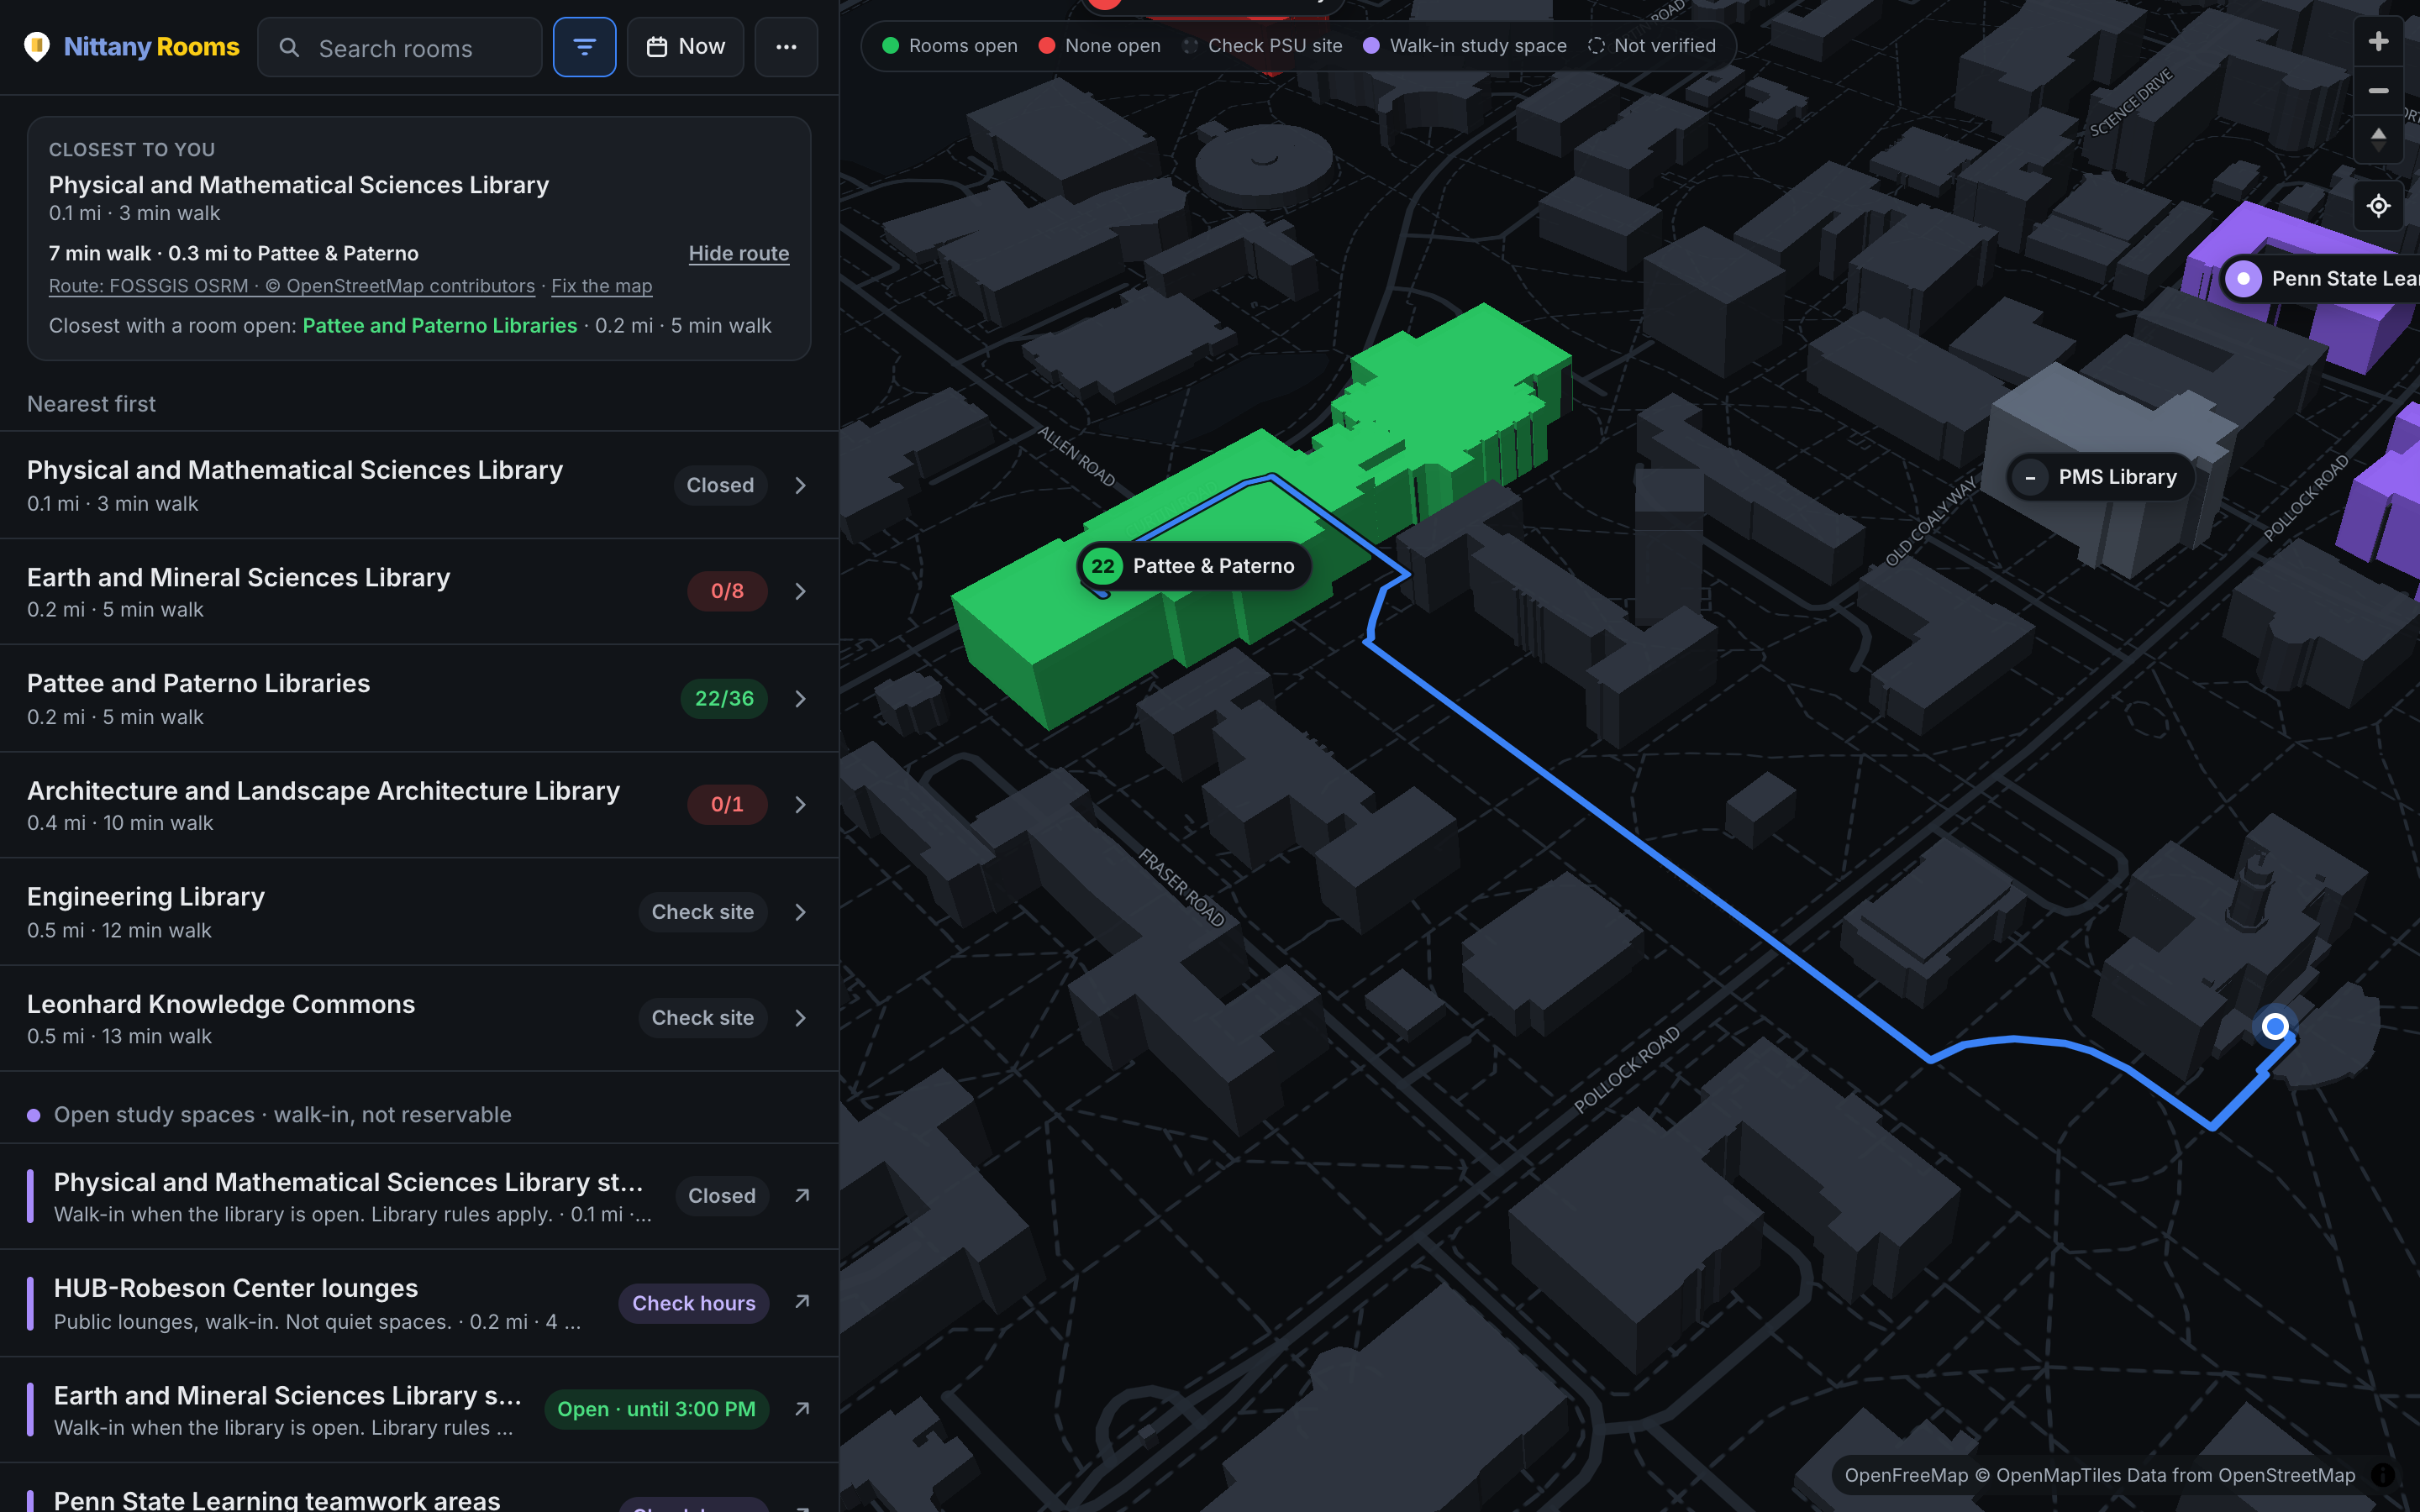 Nittany Rooms
Search rooms
Now
CLOSEST TO YOU
Physical and Mathematical Sciences Library
0.1 mi · 3 min walk
7 min walk · 0.3 mi to Pattee & Paterno
Hide route
Route: FOSSGIS OSRM · © OpenStreetMap contributors · Fix the map
Closest with a room open: Pattee and Paterno Libraries · 0.2 mi · 5 min walk
Nearest first
Physical and Mathematical Sciences Library
0.1 mi · 3 min walk
Closed
Earth and Mineral Sciences Library
0.2 mi · 5 min walk
0/8
Pattee and Paterno Libraries
0.2 mi · 5 min walk
22/36
Architecture and Landscape Architecture Library
0.4 mi · 10 min walk
0/1
Engineering Library
0.5 mi · 12 min walk
Check site
Leonhard Knowledge Commons
0.5 mi · 13 min walk
Check site
Open study spaces · walk-in, not reservable
Physical and Mathematical Sciences Library st...
Walk-in when the library is open. Library rules apply. · 0.1 mi ·...
Closed
HUB-Robeson Center lounges
Public lounges, walk-in. Not quiet spaces. · 0.2 mi · 4 ...
Check hours
Earth and Mineral Sciences Library s...
Walk-in when the library is open. Library rules ...
Open · until 3:00 PM
Penn State Learning teamwork areas
Rooms open
None open
Check PSU site
Walk-in study space
Not verified
ROAD
SCIENCE DRIVE
Penn State Lear
ALLEN ROAD
PMS Library
OLD COALY WAY
POLLOCK ROAD
22 Pattee & Paterno
FRASER ROAD
POLLOCK ROAD
OpenFreeMap © OpenMapTiles Data from OpenStreetMap